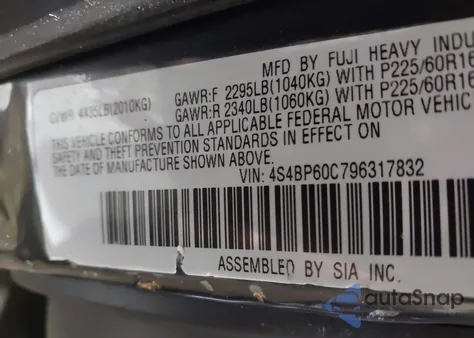 MFD BY FUJI HEAVY INDU
GVWR 4435LB(2010KG) GAWR:F 2295LB(1040KG) WITH P225/60R16
GAWR:R 2340LB(1060KG) WITH P225/60R16
THIS VEHICLE CONFORMS TO ALL APPLICABLE FEDERAL MOTOR VEHIC
SAFETY AND THEFT PREVENTION STANDARDS IN EFFECT ON
THE DATE OF MANUFACTURE SHOWN ABOVE.
VIN: 4S4BP60C796317832
ASSEMBLED BY SIA INC.
autoSnap